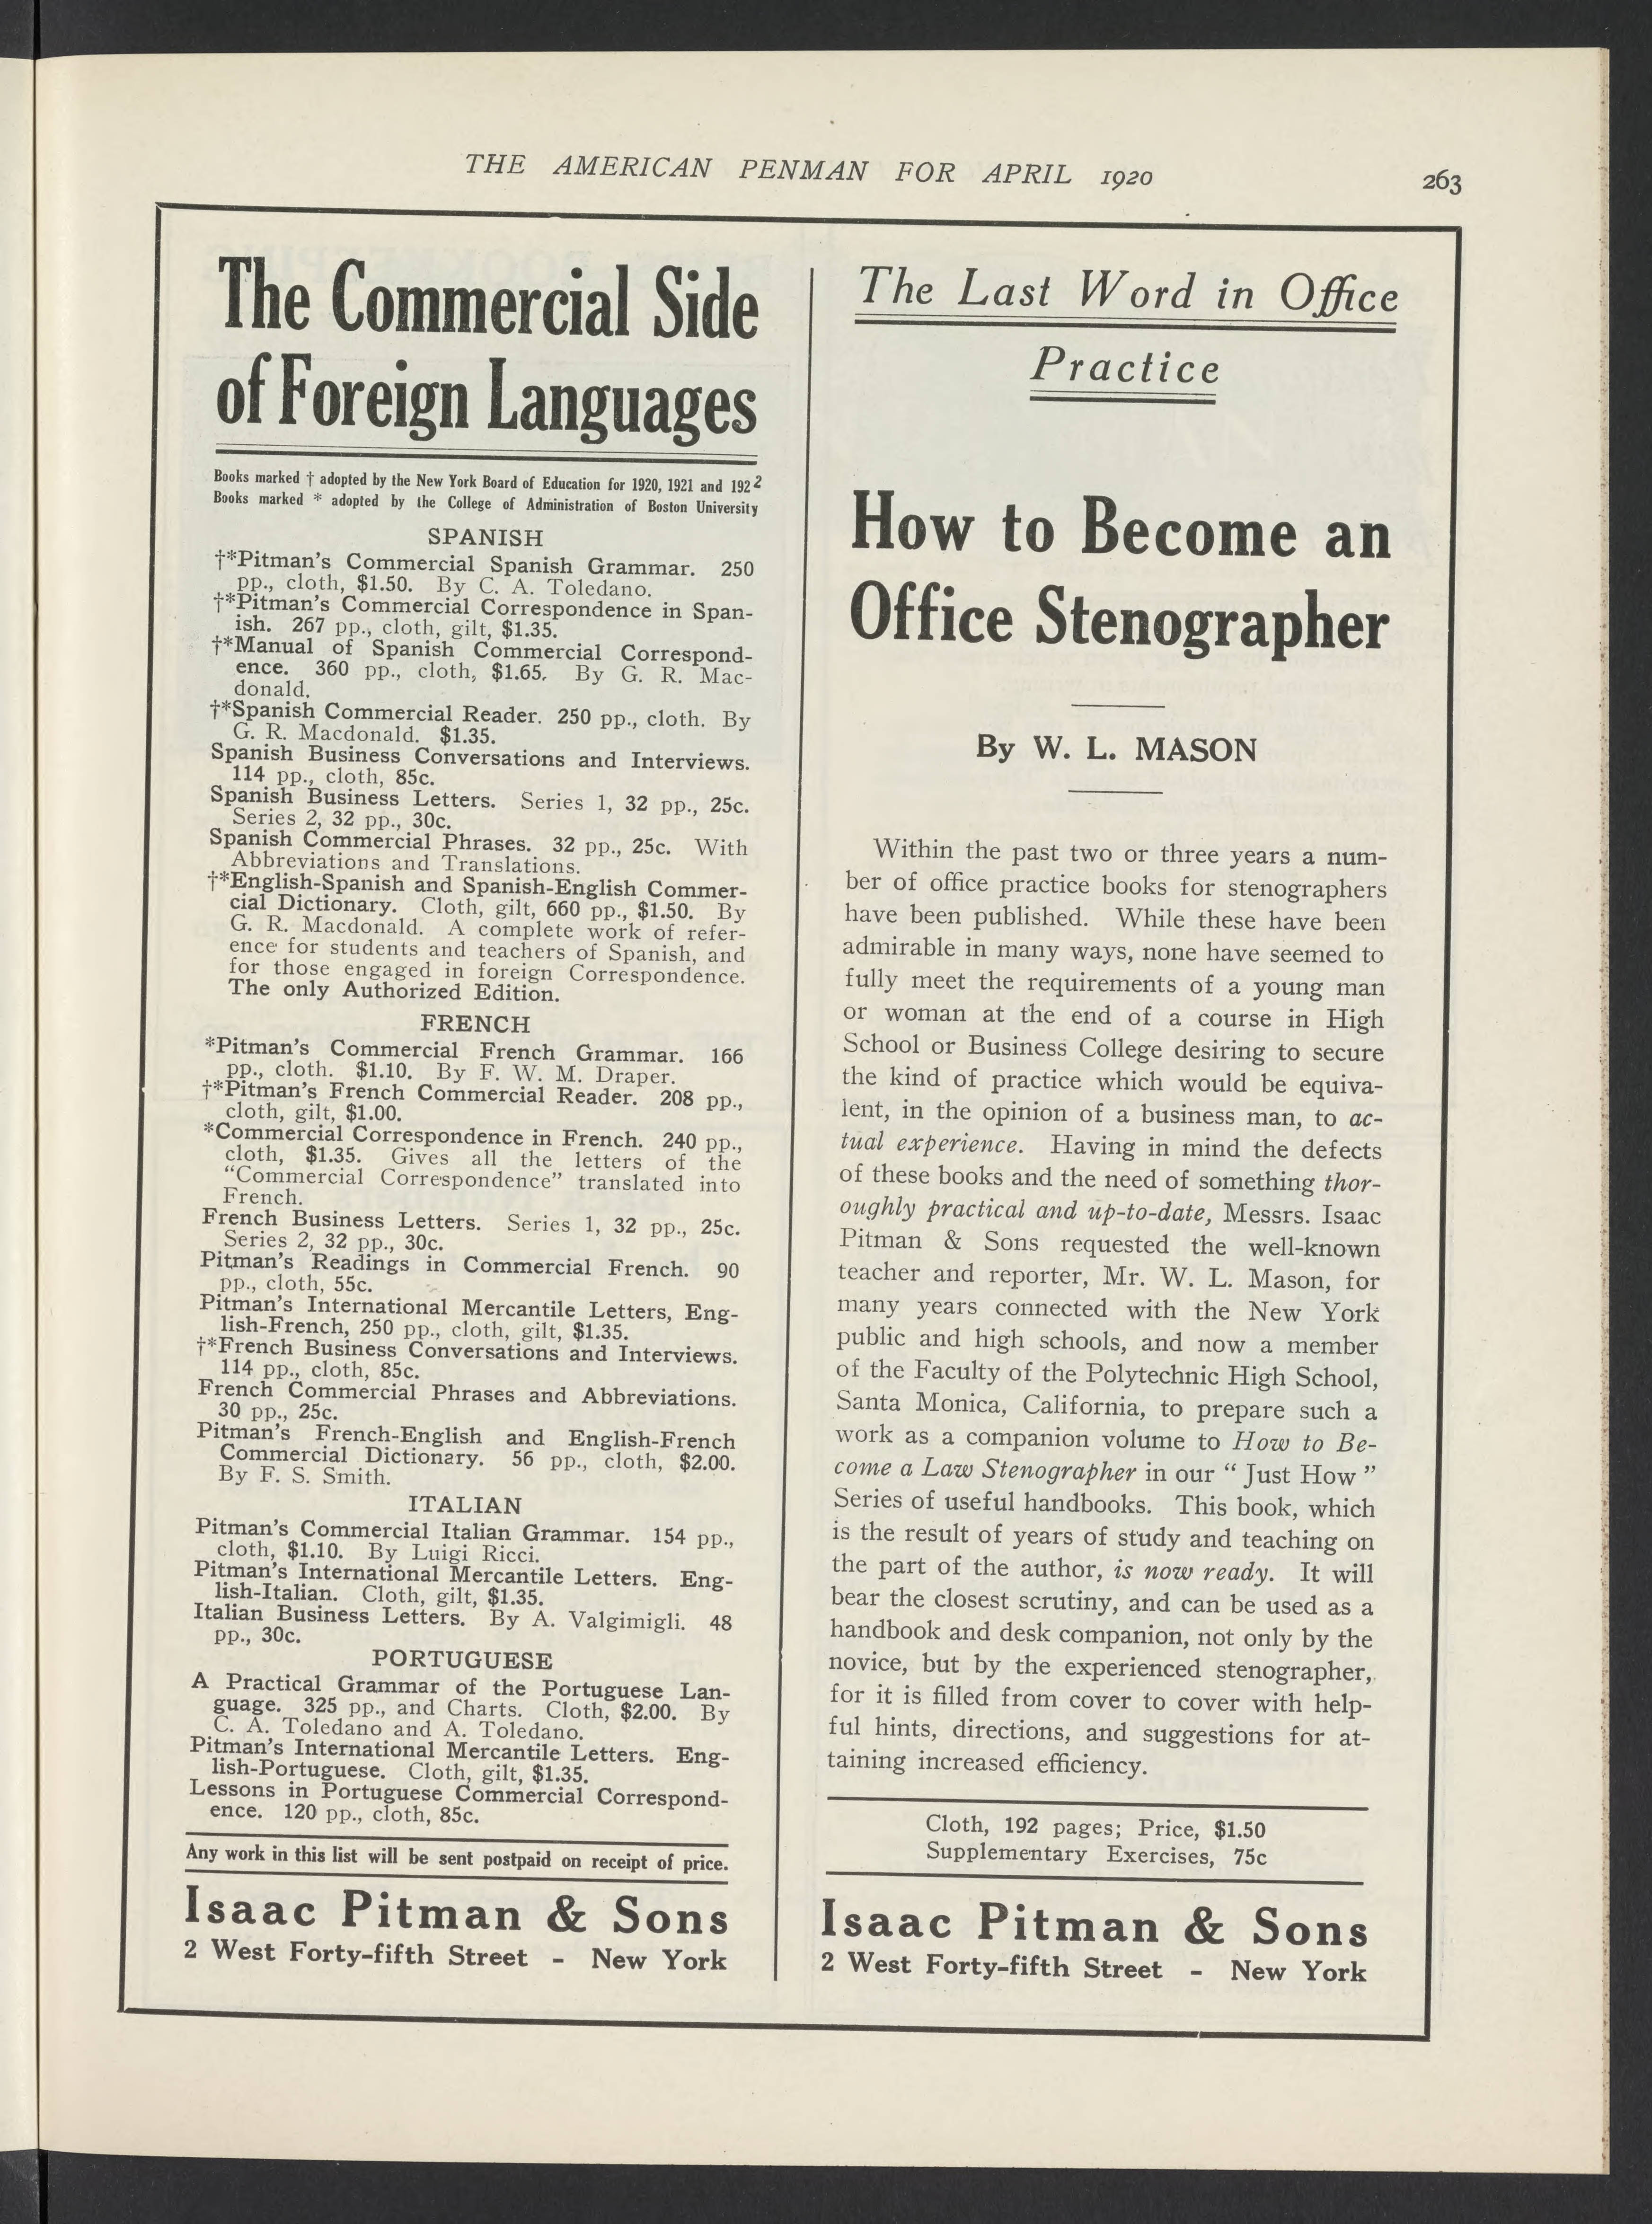 THE AMERICAN PENMAN FOR APRIL 1920
263
The Commercial Side
of Foreign Languages
Books marked † adopted by the New York Board of Education for 1920, 1921 and 1922
Books marked * adopted by the College of Administration of Boston University
SPANISH
†*Pitman's Commercial Spanish Grammar. 250
pp., cloth, $1.50. By C. A. Toledano.
†*Pitman's Commercial Correspondence in Span-
ish. 267 pp., cloth, gilt, $1.35.
†*Manual of Spanish Commercial Correspond-
ence. 360 pp., cloth, $1.65. By G. R. Mac-
donald.
†*Spanish Commercial Reader. 250 pp., cloth. By
G. R. Macdonald. $1.35.
Spanish Business Conversations and Interviews.
114 pp., cloth, 85c.
Spanish Business Letters. Series 1, 32 pp., 25c.
Series 2, 32 pp., 30c.
Spanish Commercial Phrases. 32 pp., 25c. With
Abbreviations and Translations.
†*English-Spanish and Spanish-English Commer-
cial Dictionary. Cloth, gilt, 660 pp., $1.50. By
G. R. Macdonald. A complete work of refer-
ence for students and teachers of Spanish, and
for those engaged in foreign Correspondence.
The only Authorized Edition.
FRENCH
*Pitman's Commercial French Grammar. 166
pp., cloth. $1.10. By F. W. M. Draper.
†*Pitman's French Commercial Reader. 208 pp.,
cloth, gilt, $1.00.
*Commercial Correspondence in French. 240 pp.,
cloth, $1.35. Gives all the letters of the
"Commercial Correspondence" translated into
French.
French Business Letters. Series 1, 32 pp., 25c.
Series 2, 32 pp., 30c.
Pitman's Readings in Commercial French. 90
pp., cloth, 55c.
Pitman's International Mercantile Letters, Eng-
lish-French, 250 pp., cloth, gilt, $1.35.
†*French Business Conversations and Interviews.
114 pp., cloth, 85c.
French Commercial Phrases and Abbreviations.
30 pp., 25c.
Pitman's French-English and English-French
Commercial Dictionary. 56 pp., cloth, $2.00.
By F. S. Smith.
ITALIAN
Pitman's Commercial Italian Grammar. 154 pp.,
cloth, $1.10. By Luigi Ricci.
Pitman's International Mercantile Letters. Eng-
lish-Italian. Cloth, gilt, $1.35.
Italian Business Letters. By A. Valgimigli. 48
pp., 30c.
PORTUGUESE
A Practical Grammar of the Portuguese Lan-
guage. 325 pp., and Charts. Cloth, $2.00. By
C. A. Toledano and A. Toledano.
Pitman's International Mercantile Letters. Eng-
lish-Portuguese. Cloth, gilt, $1.35.
Lessons in Portuguese Commercial Correspond-
ence. 120 pp., cloth, 85c.
Any work in this list will be sent postpaid on receipt of price.
Isaac Pitman & Sons
2 West Forty-fifth Street - New York
The Last Word in Office
Practice
How to Become an
Office Stenographer
By W. L. MASON
Within the past two or three years a num-
ber of office practice books for stenographers
have been published. While these have been
admirable in many ways, none have seemed to
fully meet the requirements of a young man
or woman at the end of a course in High
School or Business College desiring to secure
the kind of practice which would be equiva-
lent, in the opinion of a business man, to ac-
tual experience. Having in mind the defects
of these books and the need of something thor-
oughly practical and up-to-date, Messrs. Isaac
Pitman & Sons requested the well-known
teacher and reporter, Mr. W. L. Mason, for
many years connected with the New York
public and high schools, and now a member
of the Faculty of the Polytechnic High School,
Santa Monica, California, to prepare such a
work as a companion volume to How to Be-
come a Law Stenographer in our "Just How"
Series of useful handbooks. This book, which
is the result of years of study and teaching on
the part of the author, is now ready. It will
bear the closest scrutiny, and can be used as a
handbook and desk companion, not only by the
novice, but by the experienced stenographer,
for it is filled from cover to cover with help-
ful hints, directions, and suggestions for at-
taining increased efficiency.
Cloth, 192 pages; Price, $1.50
Supplementary Exercises, 75c
Isaac Pitman & Sons
2 West Forty-fifth Street - New York